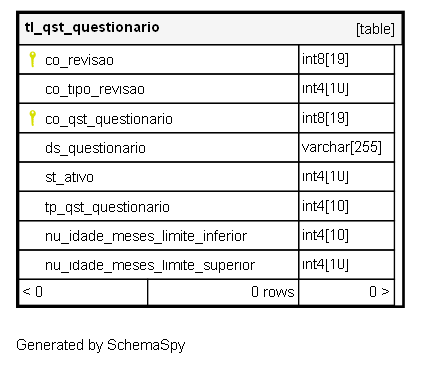 tl_qst_questionario [table]
co_revisao int8[19]
co_tipo_revisao int4[10]
co_qst_questionario int8[19]
ds_questionario varchar[255]
st_ativo int4[10]
tp_qst_questionario int4[10]
nu_idade_meses_limite_inferior int4[10]
nu_idade_meses_limite_superior int4[10]
< 0 0 rows 0 >
Generated by SchemaSpy